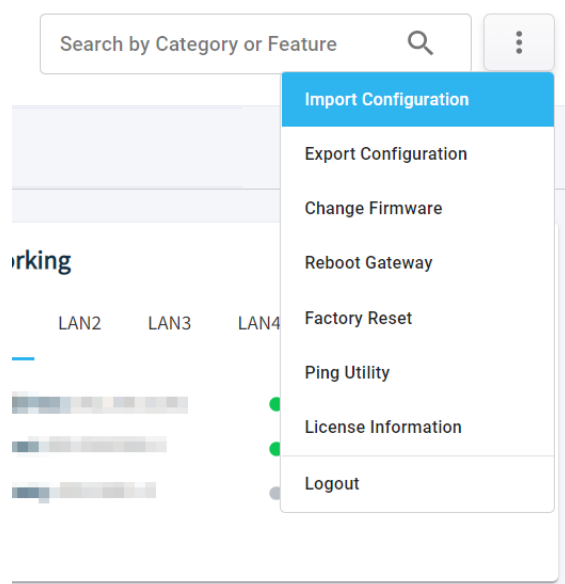 Search by Category or Feature
Import Configuration
Export Configuration
Change Firmware
Reboot Gateway
Factory Reset
Ping Utility
License Information
Logout
rking
LAN2 LAN3 LAN4